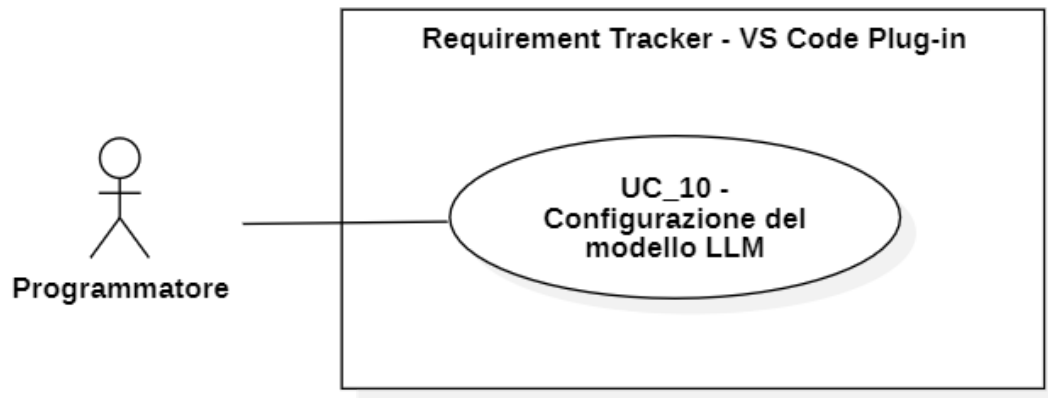 Requirement Tracker - VS Code Plug-in
UC_10 -
Configurazione del
modello LLM
Programmatore